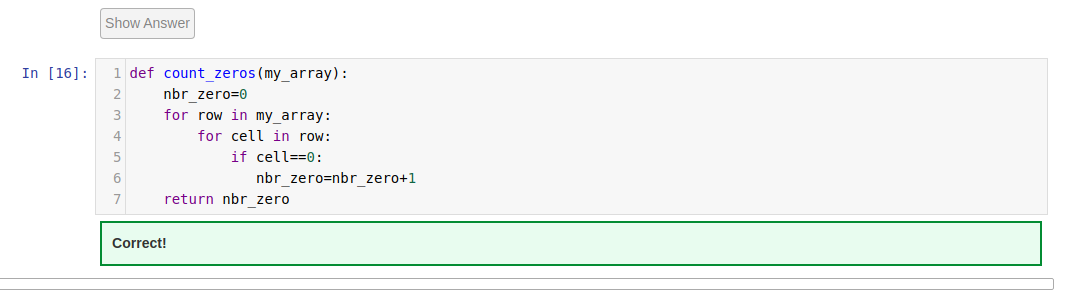 Show Answer
In [16]:
1 def count_zeros(my_array):
2     nbr_zero=0
3     for row in my_array:
4         for cell in row:
5             if cell==0:
6                nbr_zero=nbr_zero+1
7     return nbr_zero
Correct!